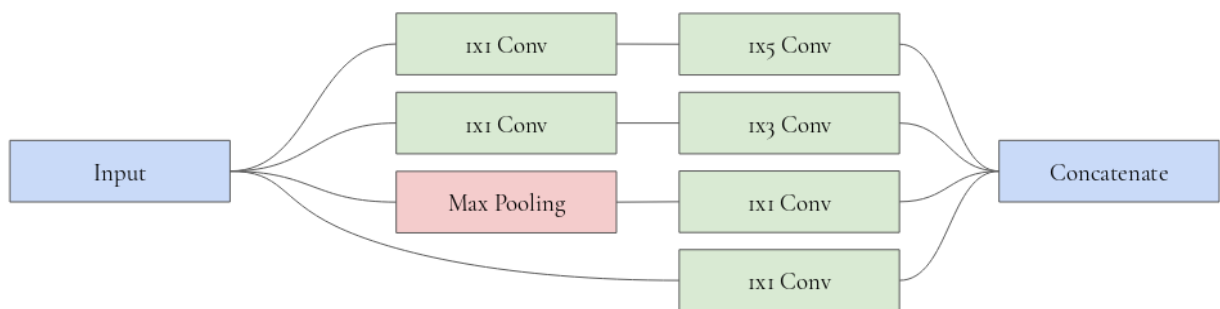 1x1 Conv
1x5 Conv
1x1 Conv
1x3 Conv
Input
Concatenate
Max Pooling
1x1 Conv
1x1 Conv